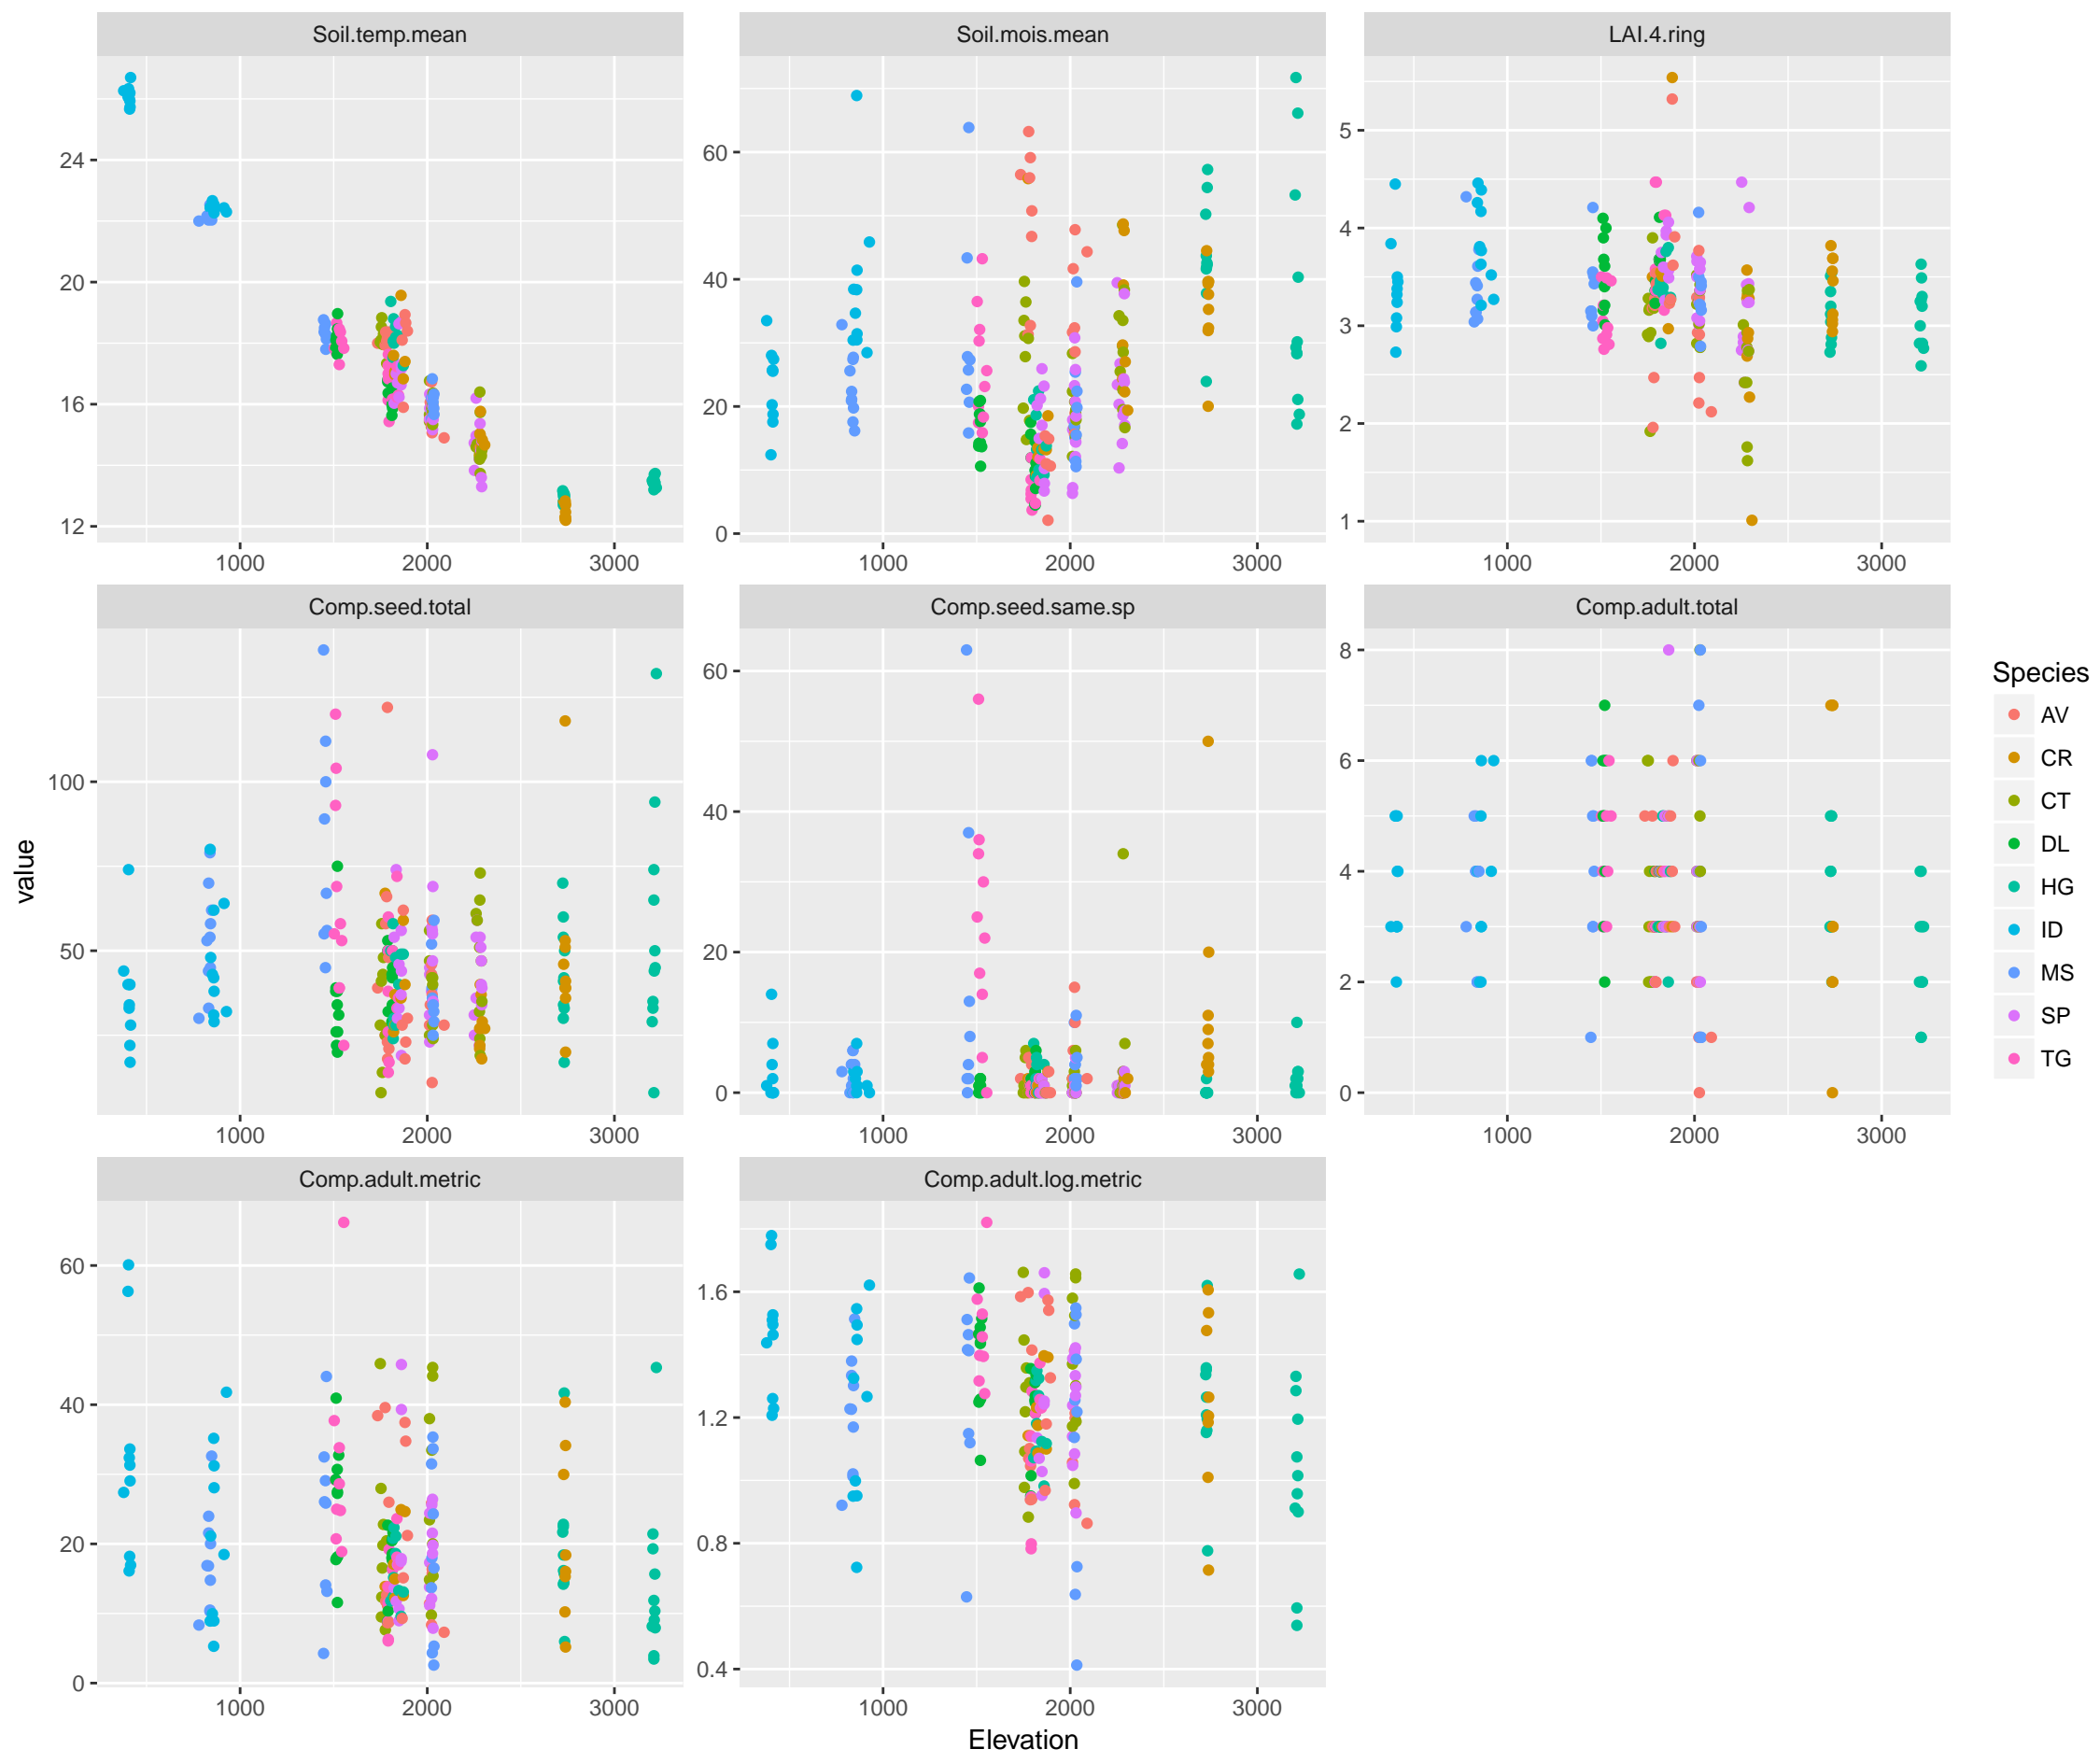 Soil.temp.mean
Soil.mois.mean
LAI.4.ring
24
20
16
12
1000 2000 3000
60
40
20
0
1000 2000 3000
5
4
3
2
1
1000 2000 3000
Comp.seed.total
Comp.seed.same.sp
Comp.adult.total
100
50
1000 2000 3000
60
40
20
0
1000 2000 3000
8
6
4
2
0
1000 2000 3000
Comp.adult.metric
Comp.adult.log.metric
60
40
20
0
1000 2000 3000
1.6
1.2
0.8
0.4
1000 2000 3000
value
Elevation
Species
AV
CR
CT
DL
HG
ID
MS
SP
TG